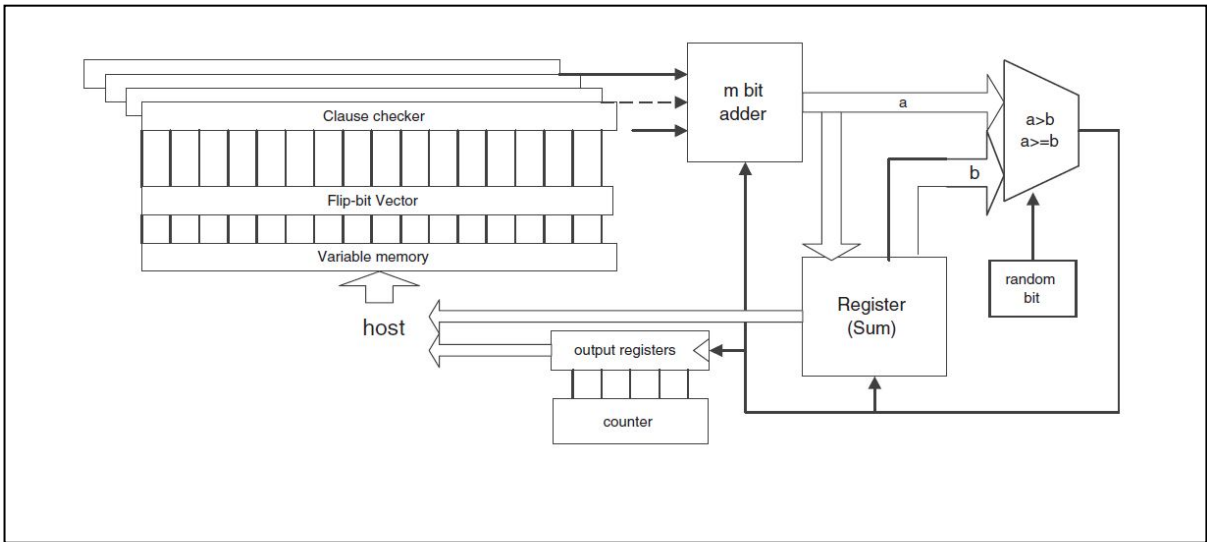 Clause checker
Flip-bit Vector
Variable memory
host
m bit
adder
a
b
a>b
a>=b
random
bit
Register
(Sum)
output registers
counter